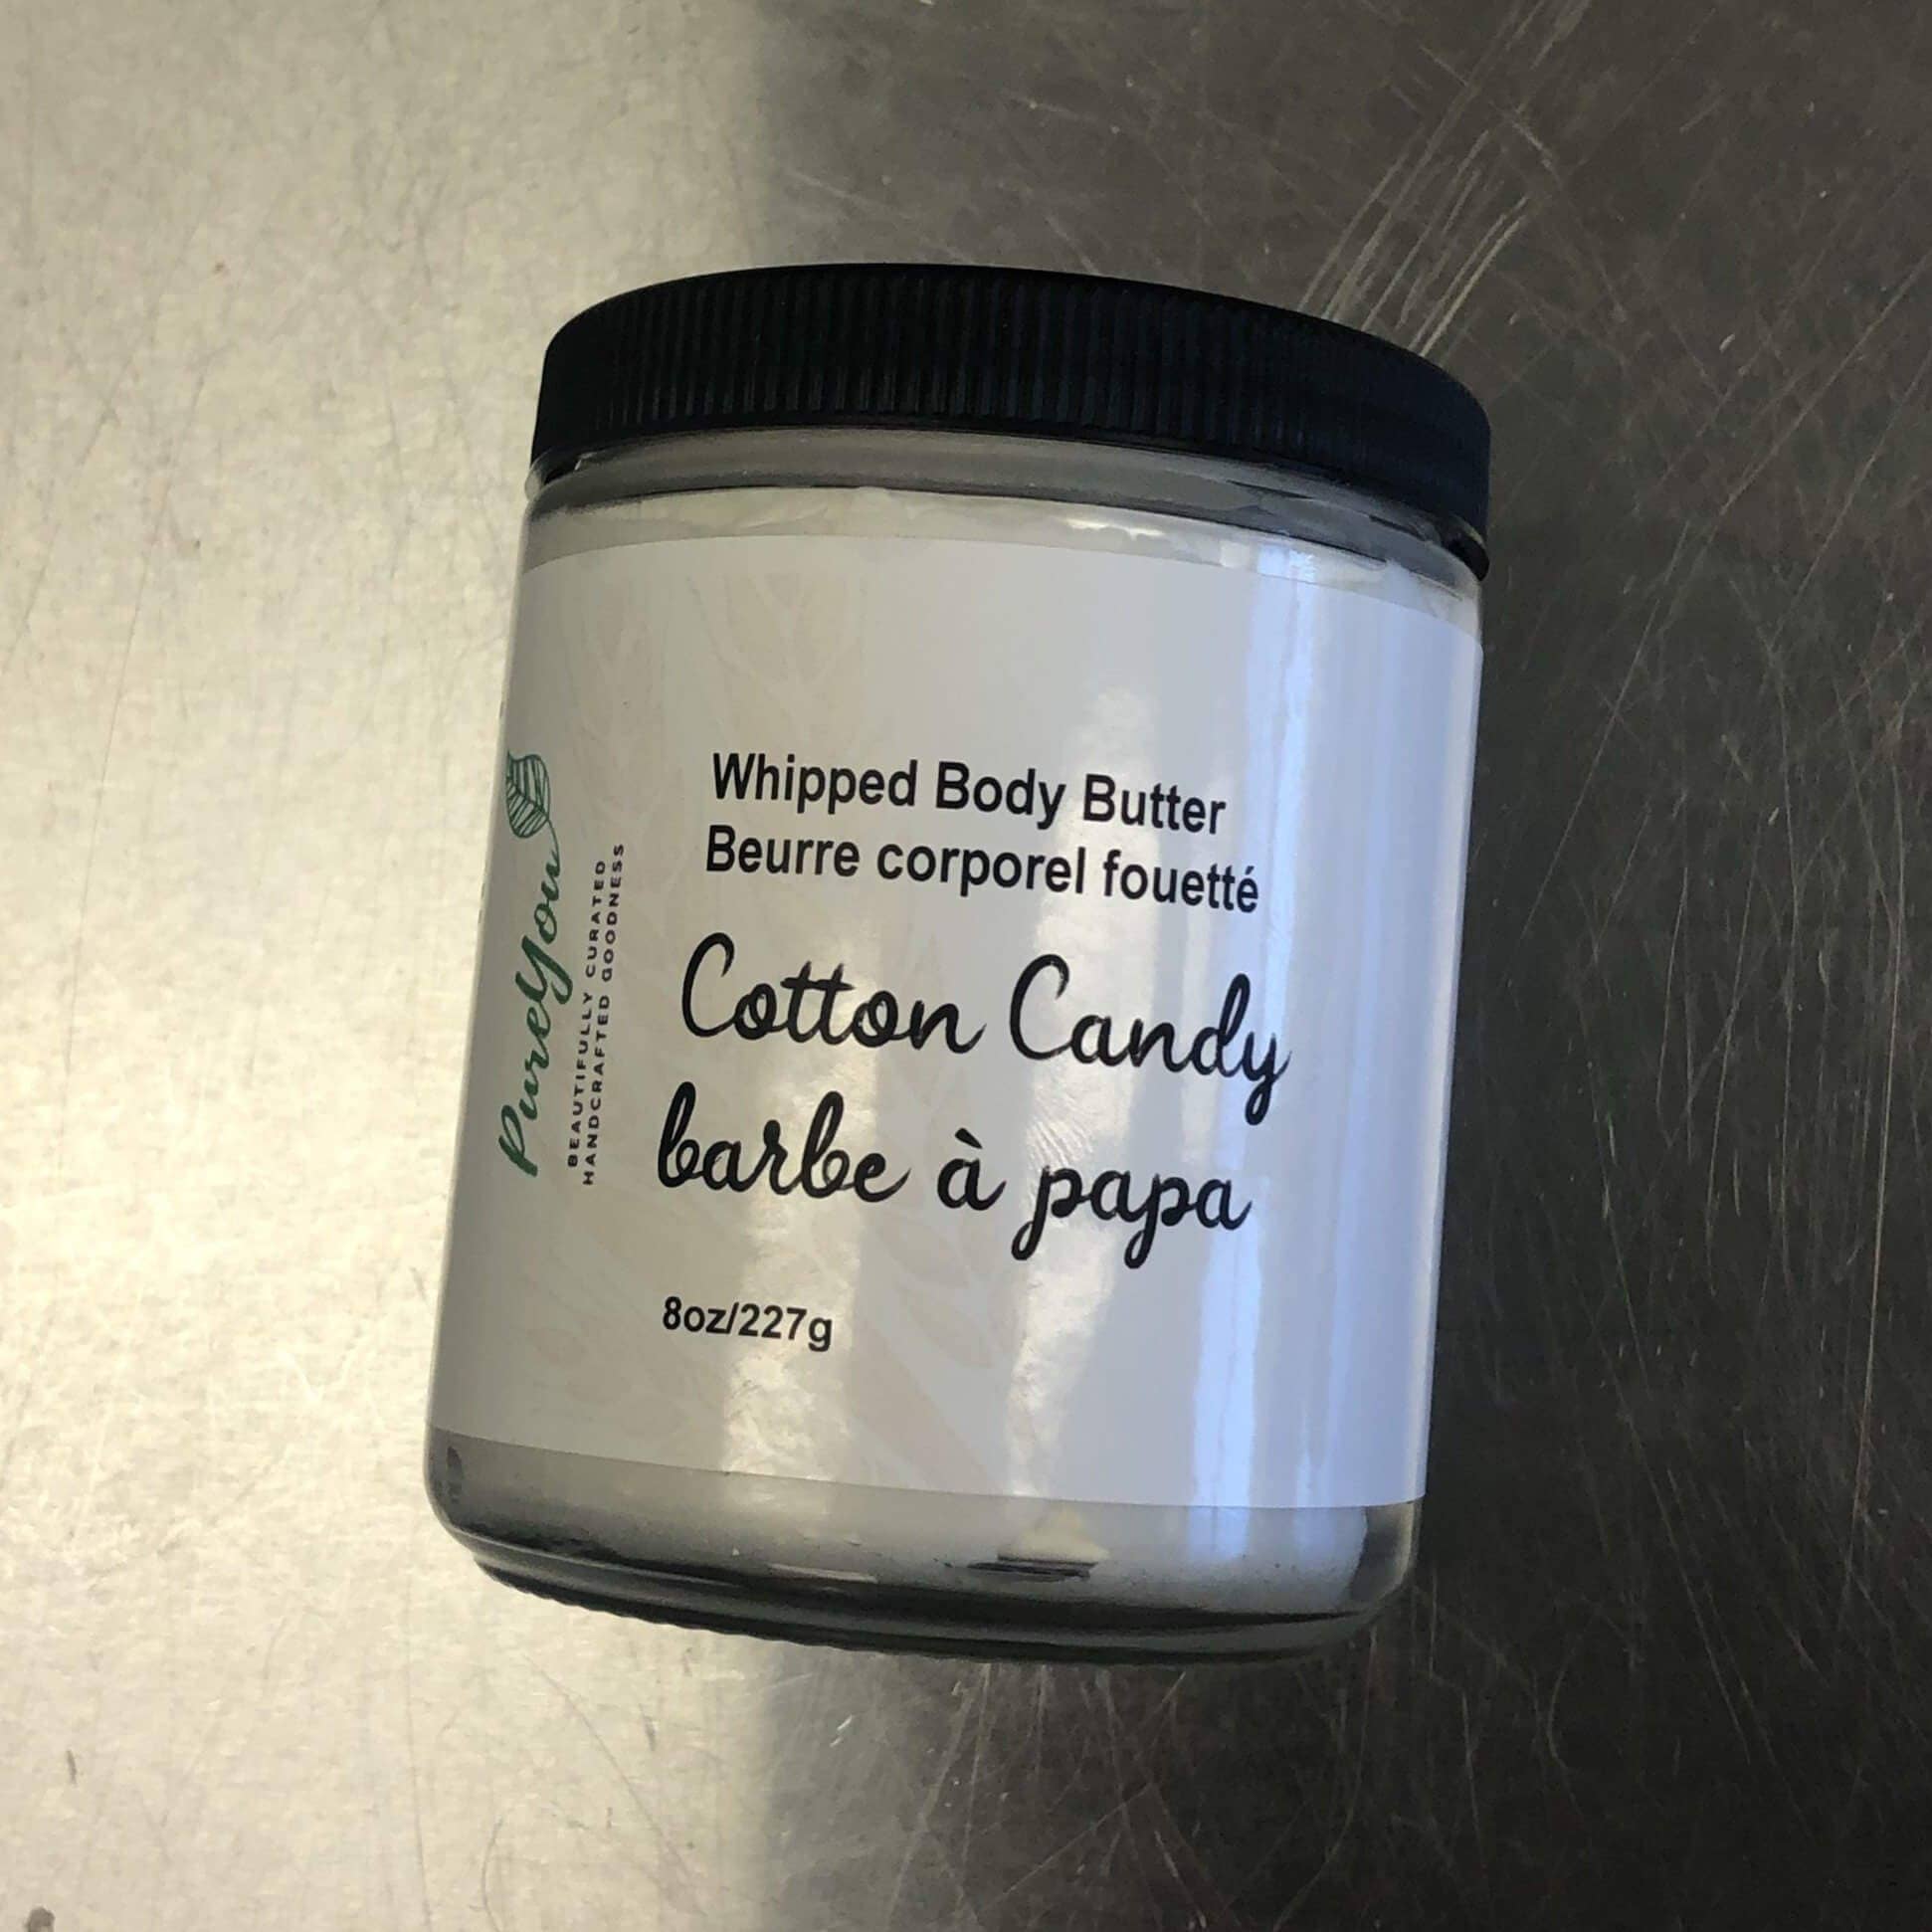 PureYou
BEAUTIFULLY CURATED
HANDCRAFTED GOODNESS
Whipped Body Butter
Beurre corporel fouetté
Cotton Candy
barbe à papa
8oz/227g